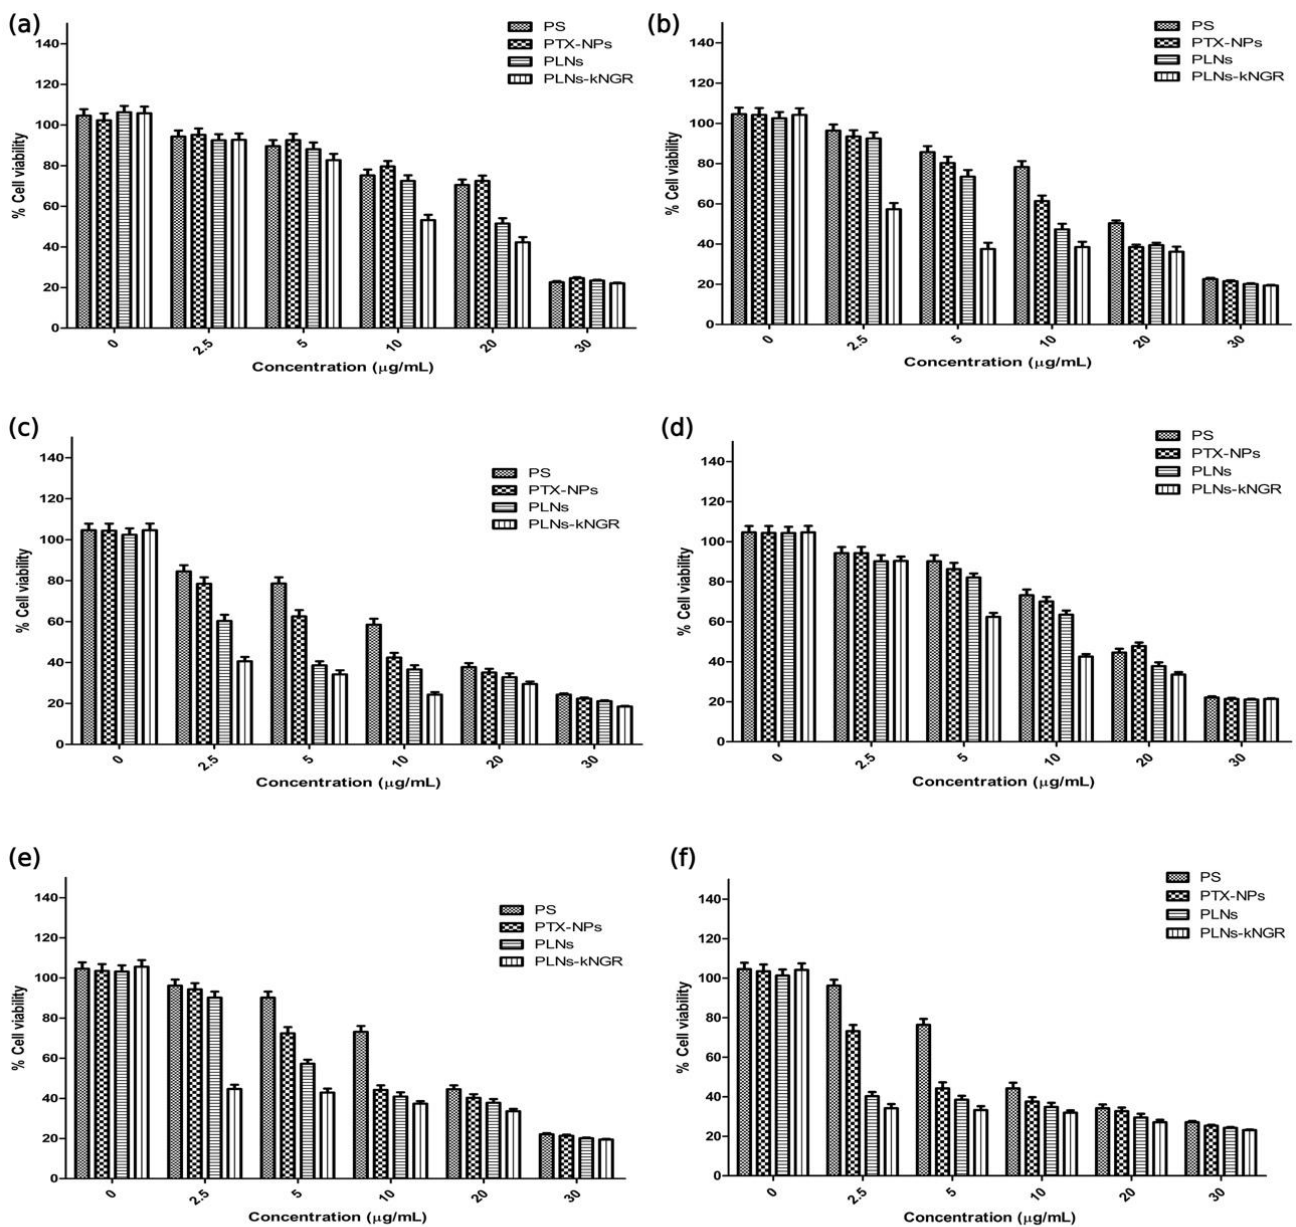 (a)
PS
PTX-NPs
PLNs
PLNs-kNGR
140
120
100
80
60
40
20
0
% Cell viability
0 2.5 5 10 20 30
Concentration (μg/mL)
(b)
PS
PTX-NPs
PLNs
PLNs-kNGR
140
120
100
80
60
40
20
0
% Cell viability
0 2.5 5 10 20 30
Concentration (μg/mL)
(c)
PS
PTX-NPs
PLNs
PLNs-kNGR
140
120
100
80
60
40
20
0
% Cell viability
0 2.5 5 10 20 30
Concentration (μg/mL)
(d)
PS
PTX-NPs
PLNs
PLNs-kNGR
140
120
100
80
60
40
20
0
% Cell viability
0 2.5 5 10 20 30
Concentration (μg/mL)
(e)
PS
PTX-NPs
PLNs
PLNs-kNGR
140
120
100
80
60
40
20
0
% Cell viability
0 2.5 5 10 20 30
Concentration (μg/mL)
(f)
PS
PTX-NPs
PLNs
PLNs-kNGR
140
120
100
80
60
40
20
0
% Cell viability
0 2.5 5 10 20 30
Concentration (μg/mL)